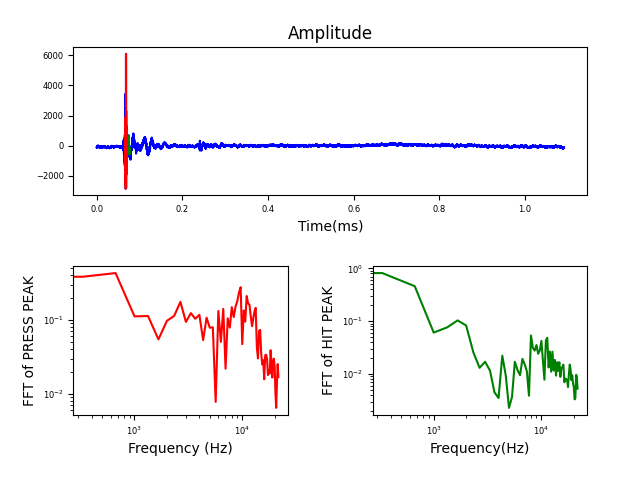 Amplitude
6000
4000
2000
0
−2000
0.0 0.2 0.4 0.6 0.8 1.0
Time(ms)
FFT of PRESS PEAK
10⁻¹
10⁻²
10³ 10⁴
Frequency (Hz)
FFT of HIT PEAK
10⁰
10⁻¹
10⁻²
10³ 10⁴
Frequency(Hz)